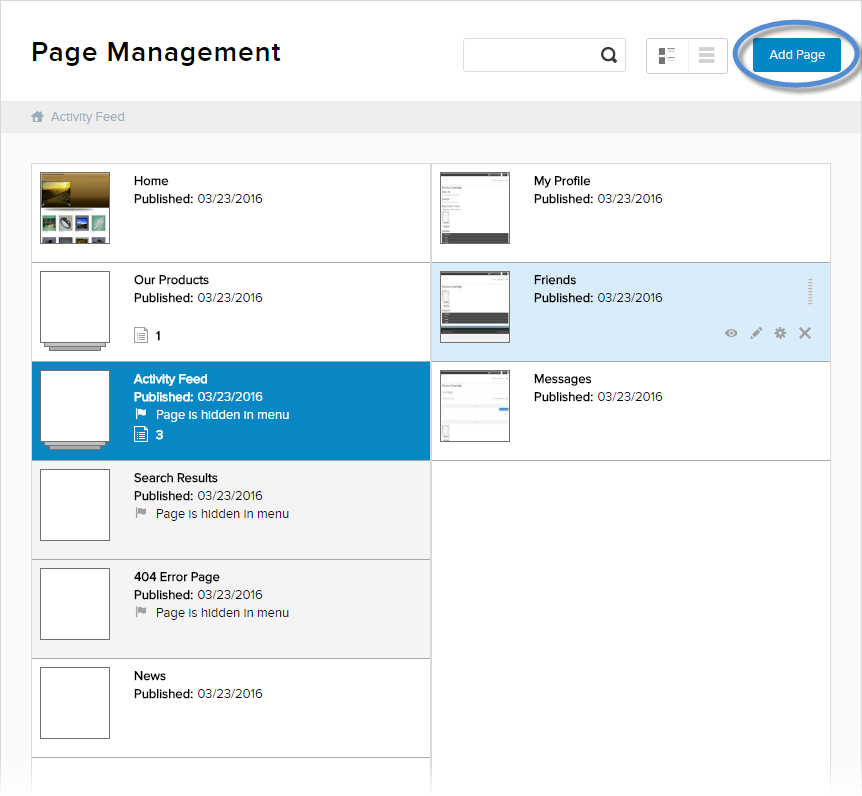 Page Management
Add Page
Activity Feed
Home
Published: 03/23/2016
Our Products
Published: 03/23/2016
1
Activity Feed
Published: 03/23/2016
Page is hidden in menu
3
Search Results
Published: 03/23/2016
Page is hidden in menu
404 Error Page
Published: 03/23/2016
Page is hidden in menu
News
Published: 03/23/2016
My Profile
Published: 03/23/2016
Friends
Published: 03/23/2016
Messages
Published: 03/23/2016